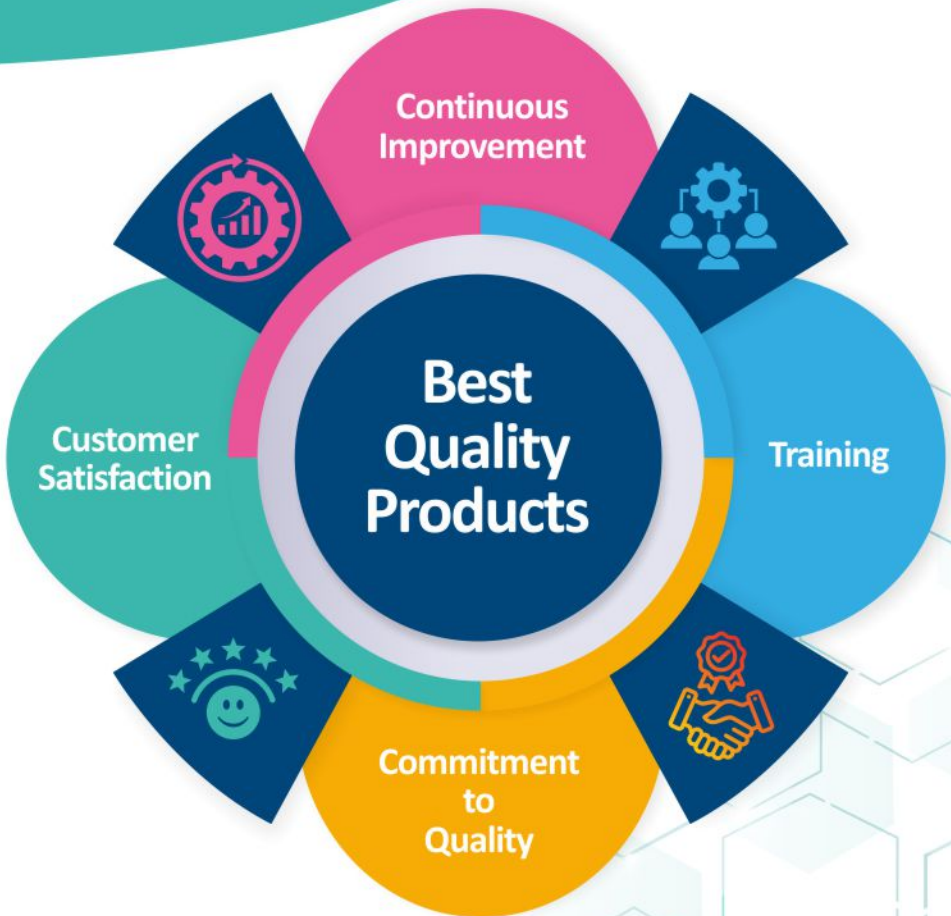 Continuous
Improvement
Best
Quality
Products
Customer
Satisfaction
Training
Commitment
to
Quality